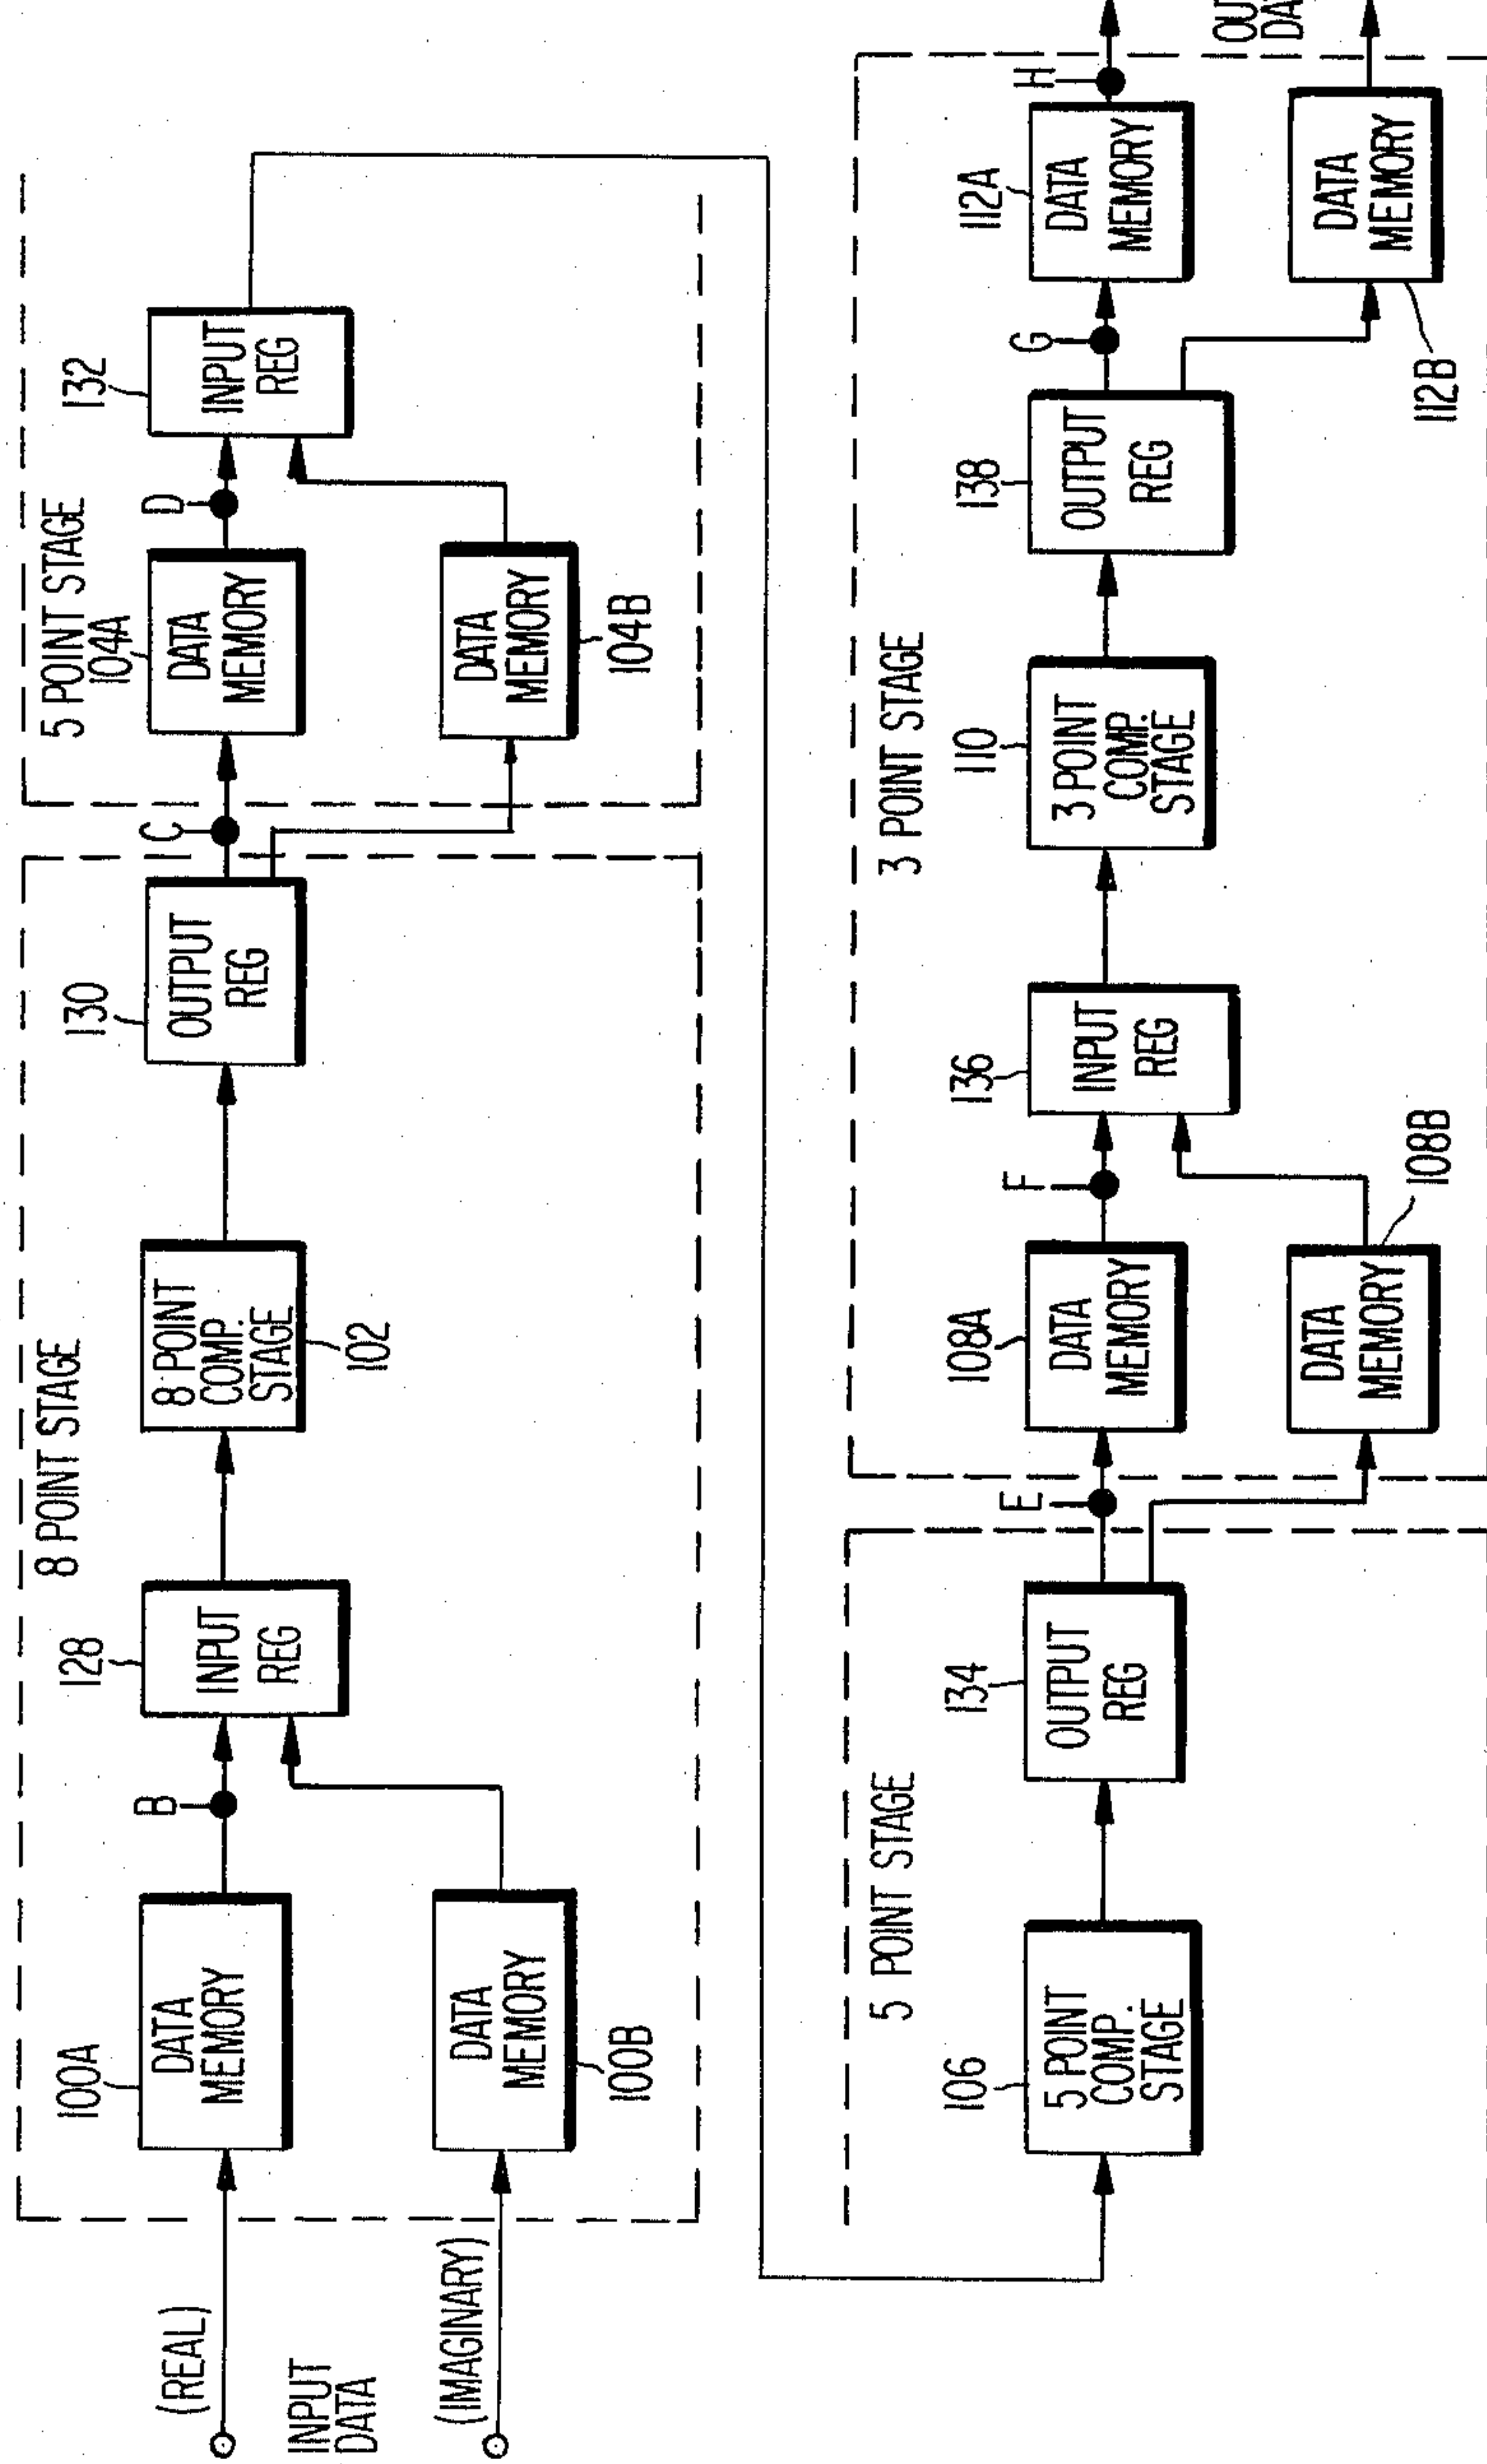 (REAL)
INPUT
DATA
(IMAGINARY)
8 POINT STAGE
100A
DATA
MEMORY
B
DATA
MEMORY
100B
128
INPUT
REG
8 POINT
COMP.
STAGE
102
130
OUTPUT
REG
C
5 POINT STAGE
104A
DATA
MEMORY
D
DATA
MEMORY
104B
132
INPUT
REG
5 POINT STAGE
106
5 POINT
COMP.
STAGE
134
OUTPUT
REG
E
3 POINT STAGE
108A
DATA
MEMORY
F
DATA
MEMORY
108B
136
INPUT
REG
110
3 POINT
COMP.
STAGE
138
OUTPUT
REG
G
112A
DATA
MEMORY
H
DATA
MEMORY
112B